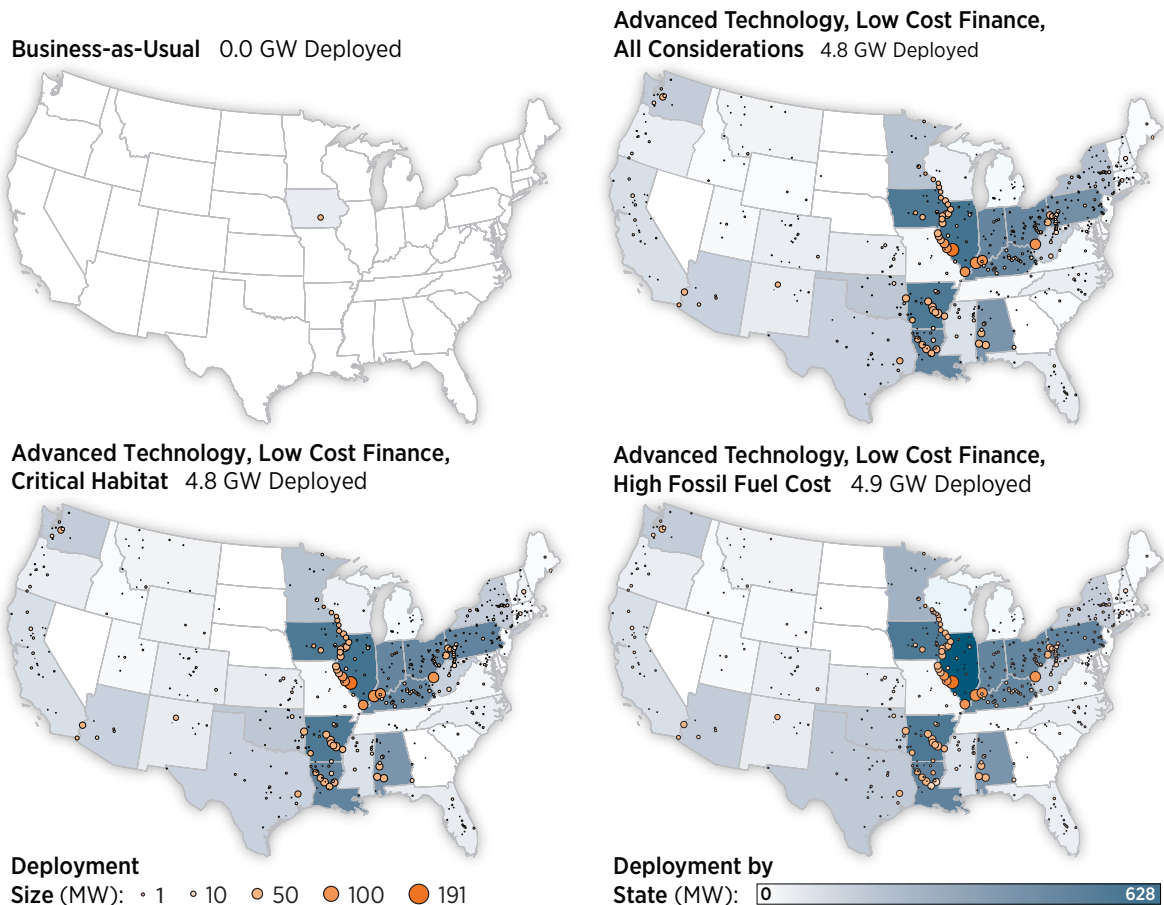 Business-as-Usual 0.0 GW Deployed
Advanced Technology, Low Cost Finance,
All Considerations 4.8 GW Deployed
Advanced Technology, Low Cost Finance,
Critical Habitat 4.8 GW Deployed
Advanced Technology, Low Cost Finance,
High Fossil Fuel Cost 4.9 GW Deployed
Deployment
Size (MW): 1 10 50 100 191
Deployment by
State (MW): 0 628